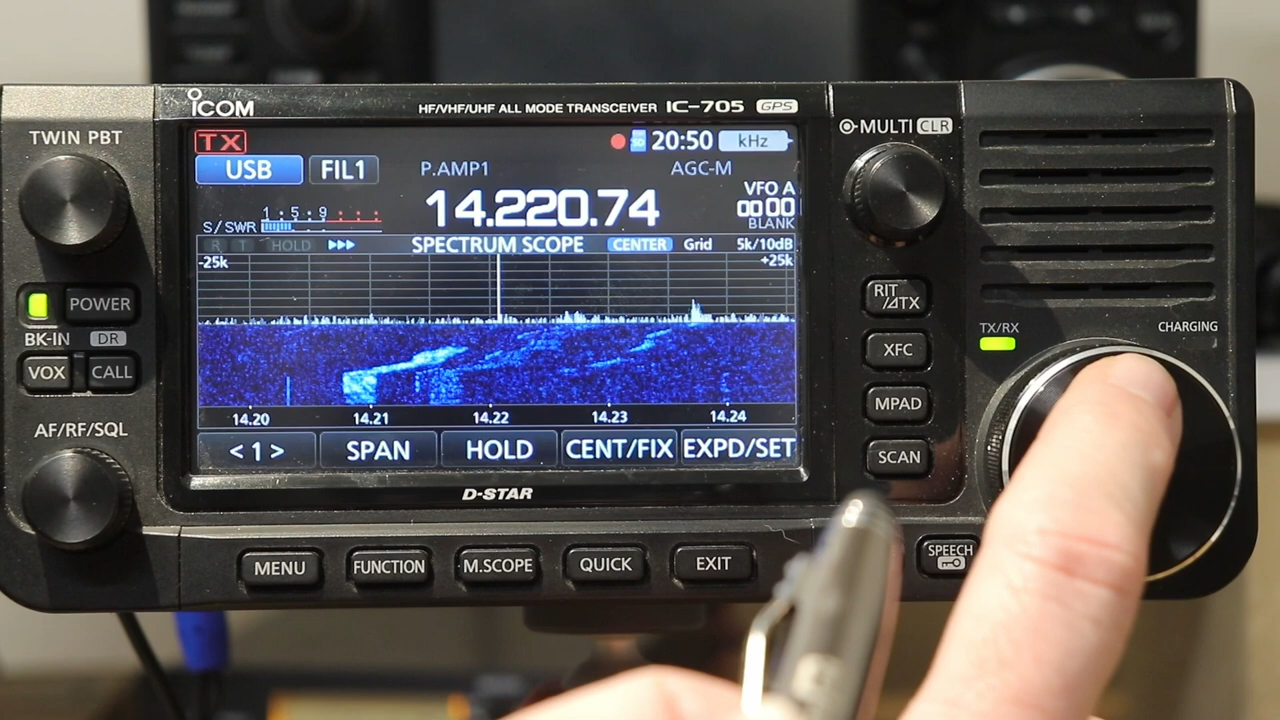 ICOM
HF/VHF/UHF ALL MODE TRANSCEIVER IC-705 GPS
TWIN PBT
MULTI CLR
TX
20:50 kHz
USB FIL1 P.AMP1 AGC-M
14.220.74
VFO A
00 00
BLANK
S/SWR 1 5 9
R T HOLD SPECTRUM SCOPE CENTER Grid 5k/10dB
-25k +25k
14.20 14.21 14.22 14.23 14.24
< 1 > SPAN HOLD CENT/FIX EXPD/SET
D-STAR
POWER
BK-IN DR
VOX CALL
AF/RF/SQL
RIT
/⊿TX
XFC
MPAD
SCAN
TX/RX CHARGING
MENU FUNCTION M.SCOPE QUICK EXIT
SPEECH